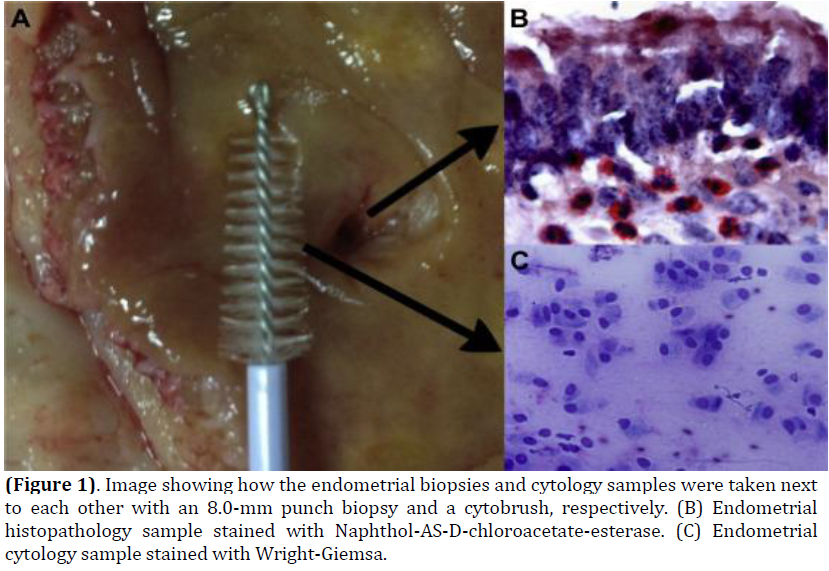 A
B
C
(Figure 1). Image showing how the endometrial biopsies and cytology samples were taken next
to each other with an 8.0-mm punch biopsy and a cytobrush, respectively. (B) Endometrial
histopathology sample stained with Naphthol-AS-D-chloroacetate-esterase. (C) Endometrial
cytology sample stained with Wright-Giemsa.